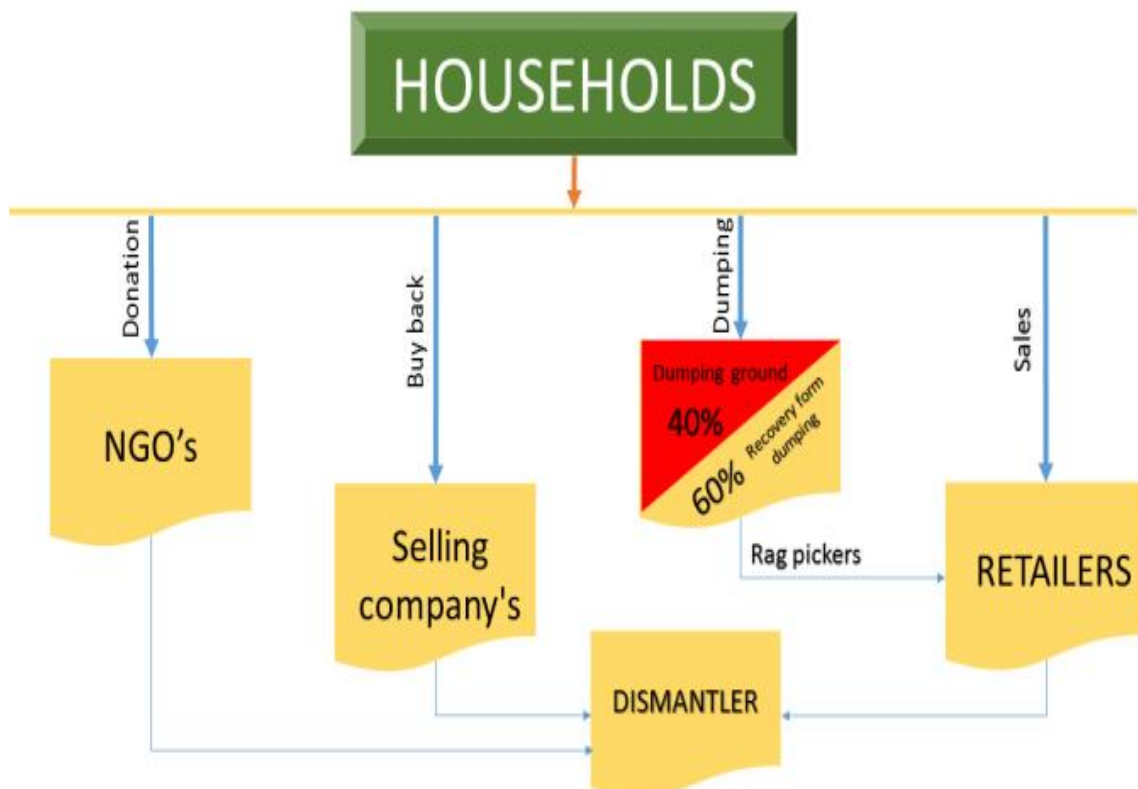 HOUSEHOLDS
Donation
Buy back
Dumping
Sales
NGO's
Dumping ground
40%
60%
Recovery form
dumping
Selling
company's
Rag pickers
RETAILERS
DISMANTLER